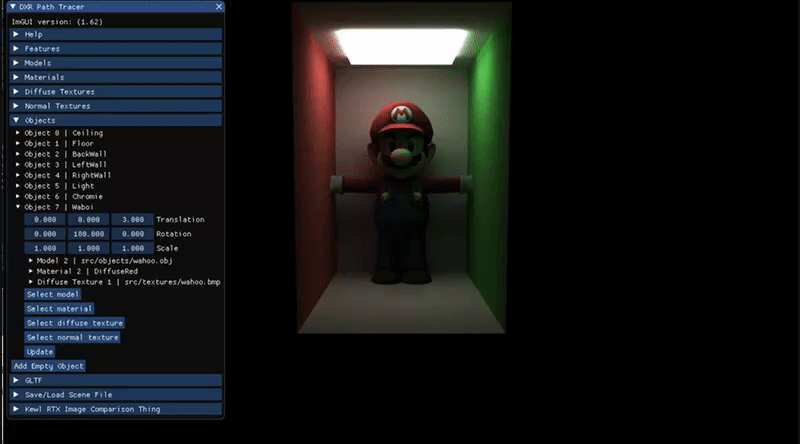 DXR Path Tracer
ImGUI version: (1.62)
Help
Features
Models
Materials
Diffuse Textures
Normal Textures
Objects
Object 0 | Ceiling
Object 1 | Floor
Object 2 | BackWall
Object 3 | LeftWall
Object 4 | RightWall
Object 5 | Light
Object 6 | Chromie
Object 7 | Waboi
0.000 0.000 3.000 Translation
0.000 180.000 0.000 Rotation
1.000 1.000 1.000 Scale
Model 2 | src/objects/wahoo.obj
Material 2 | DiffuseRed
Diffuse Texture 1 | src/textures/wahoo.bmp
Select model
Select material
Select diffuse texture
Select normal texture
Update
Add Empty Object
GLTF
Save/Load Scene File
Kewl RTX Image Comparison Thing
M